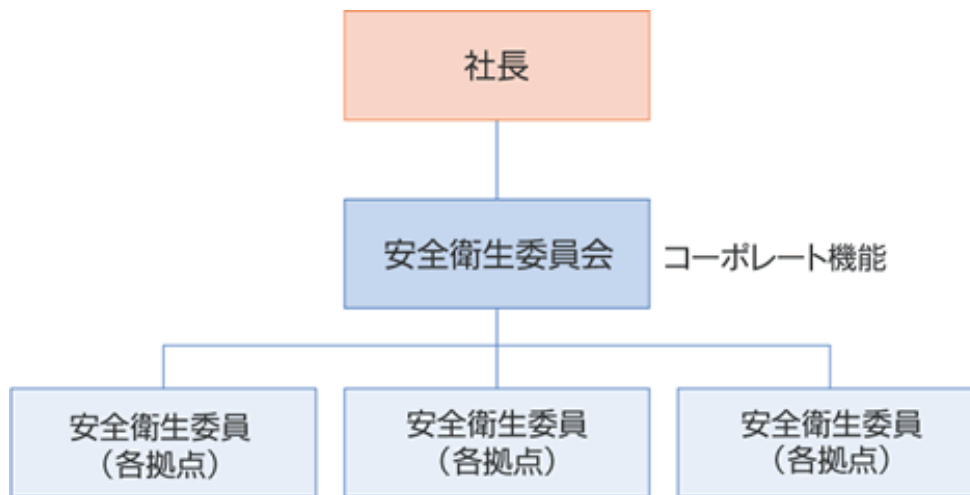 社長
安全衛生委員会
コーポレート機能
安全衛生委員
（各拠点）
安全衛生委員
（各拠点）
安全衛生委員
（各拠点）